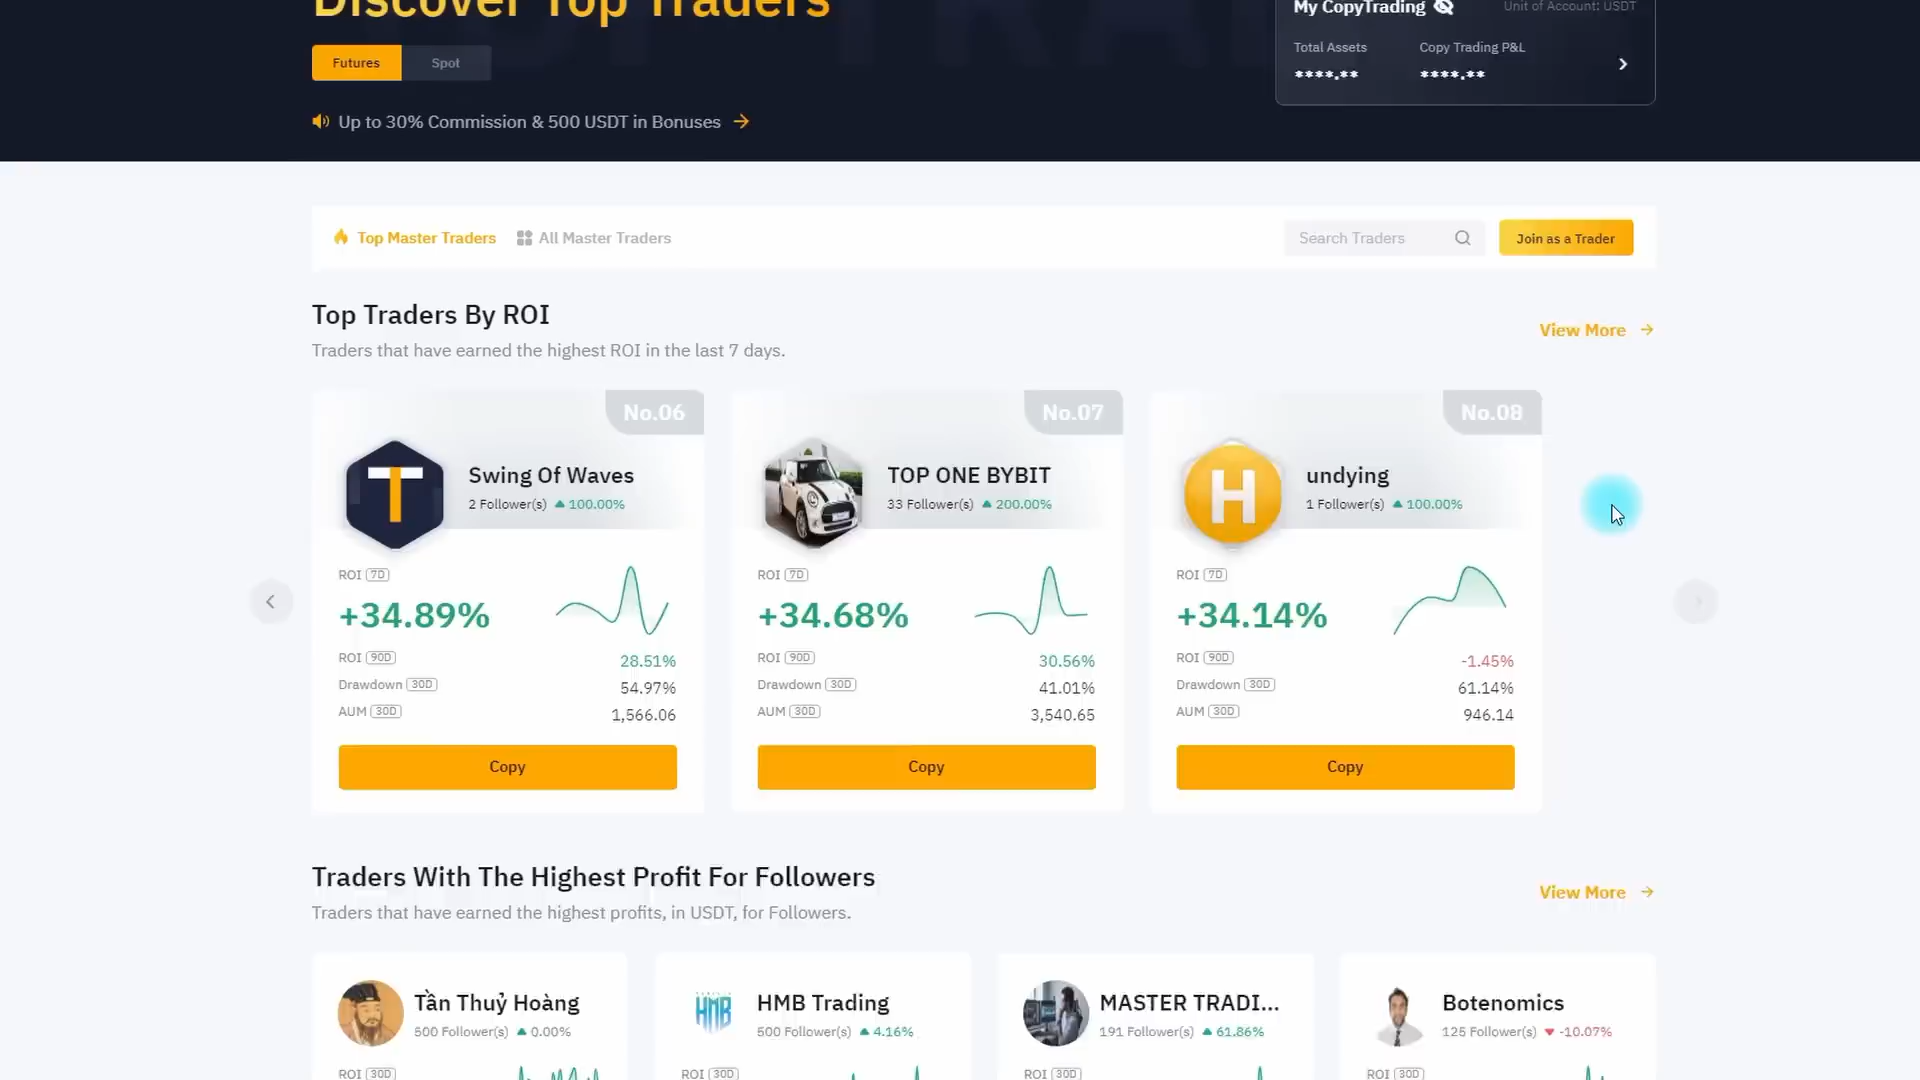 Discover Top Traders
My CopyTrading
Unit of Account: USDT
Futures
Spot
Total Assets
Copy Trading P&L
****.**
****.**
Up to 30% Commission & 500 USDT in Bonuses
Top Master Traders
All Master Traders
Search Traders
Join as a Trader
Top Traders By ROI
View More
Traders that have earned the highest ROI in the last 7 days.
No.06
T
Swing Of Waves
2 Follower(s) 100.00%
ROI 7D
+34.89%
ROI 90D 28.51%
Drawdown 30D 54.97%
AUM 30D 1,566.06
Copy
No.07
TOP ONE BYBIT
33 Follower(s) 200.00%
ROI 7D
+34.68%
ROI 90D 30.56%
Drawdown 30D 41.01%
AUM 30D 3,540.65
Copy
No.08
H
undying
1 Follower(s) 100.00%
ROI 7D
+34.14%
ROI 90D -1.45%
Drawdown 30D 61.14%
AUM 30D 946.14
Copy
Traders With The Highest Profit For Followers
View More
Traders that have earned the highest profits, in USDT, for Followers.
Tần Thuỷ Hoàng
500 Follower(s) 0.00%
ROI 30D
HMB
HMB Trading
500 Follower(s) 4.16%
ROI 30D
MASTER TRADI...
191 Follower(s) 61.86%
ROI 30D
Botenomics
125 Follower(s) -10.07%
ROI 30D